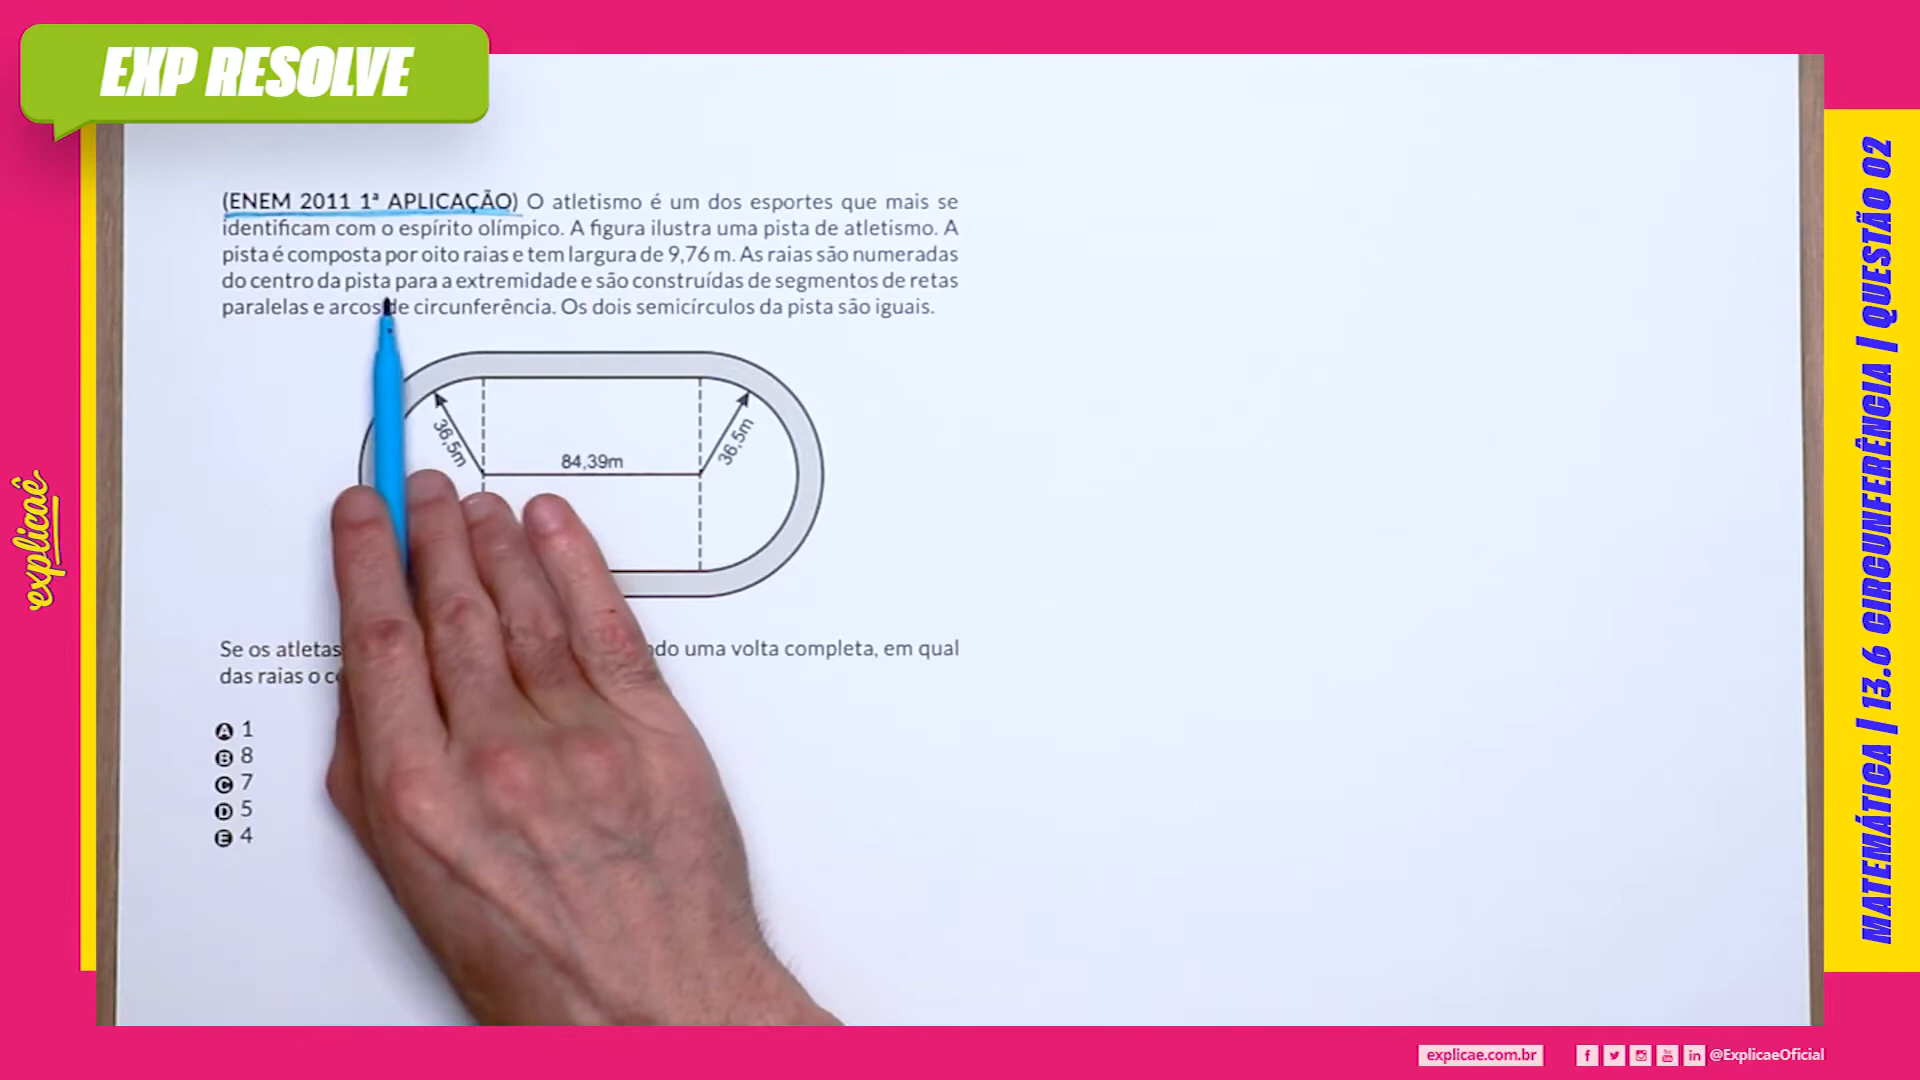 EXP RESOLVE
(ENEM 2011 1ª APLICAÇÃO) O atletismo é um dos esportes que mais se
identificam com o espírito olímpico. A figura ilustra uma pista de atletismo. A
pista é composta por oito raias e tem largura de 9,76 m. As raias são numeradas
do centro da pista para a extremidade e são construídas de segmentos de retas
paralelas e arcos de circunferência. Os dois semicírculos da pista são iguais.
36,5m
84,39m
36,5m
Se os atletas
ndo uma volta completa, em qual
das raias o
A 1
B 8
C 7
D 5
E 4
explicaê
MATEMÁTICA | 13.6 CIRCUNFERÊNCIA | QUESTÃO 02
explicae.com.br
@ExplicaeOficial